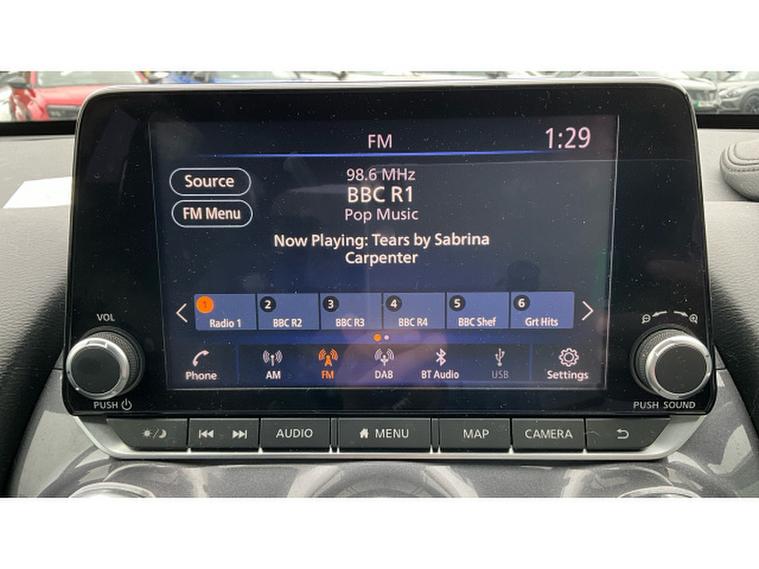 FM
1:29
Source
98.6 MHz
BBC R1
FM Menu
Pop Music
Now Playing: Tears by Sabrina
Carpenter
1 2 3 4 5 6
Radio 1 BBC R2 BBC R3 BBC R4 BBC Shef Grt Hits
VOL
Phone AM FM DAB BT Audio USB Settings
PUSH
PUSH SOUND
AUDIO MENU MAP CAMERA